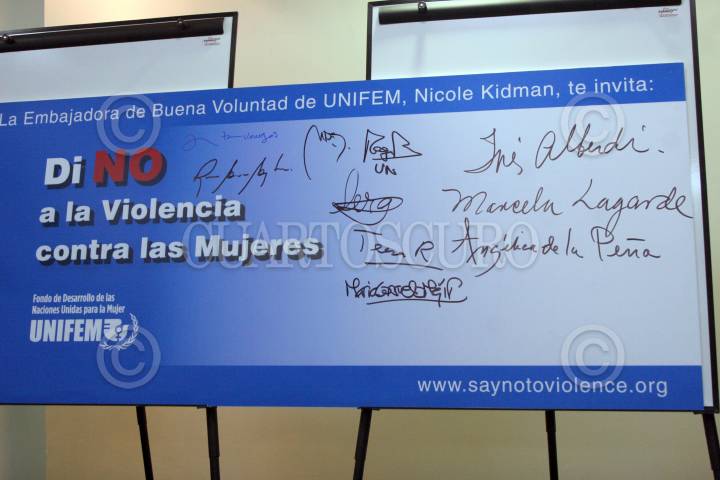 La Embajadora de Buena Voluntad de UNIFEM, Nicole Kidman, te invita:
Di NO
a la Violencia
contra las Mujeres
UN
Teen R
Inés Alberdi.
Marcela Lagarde
Angélica de la Peña
CUARTOSCURO
Fondo de Desarrollo de las
Naciones Unidas para la Mujer
UNIFEM
www.saynotoviolence.org